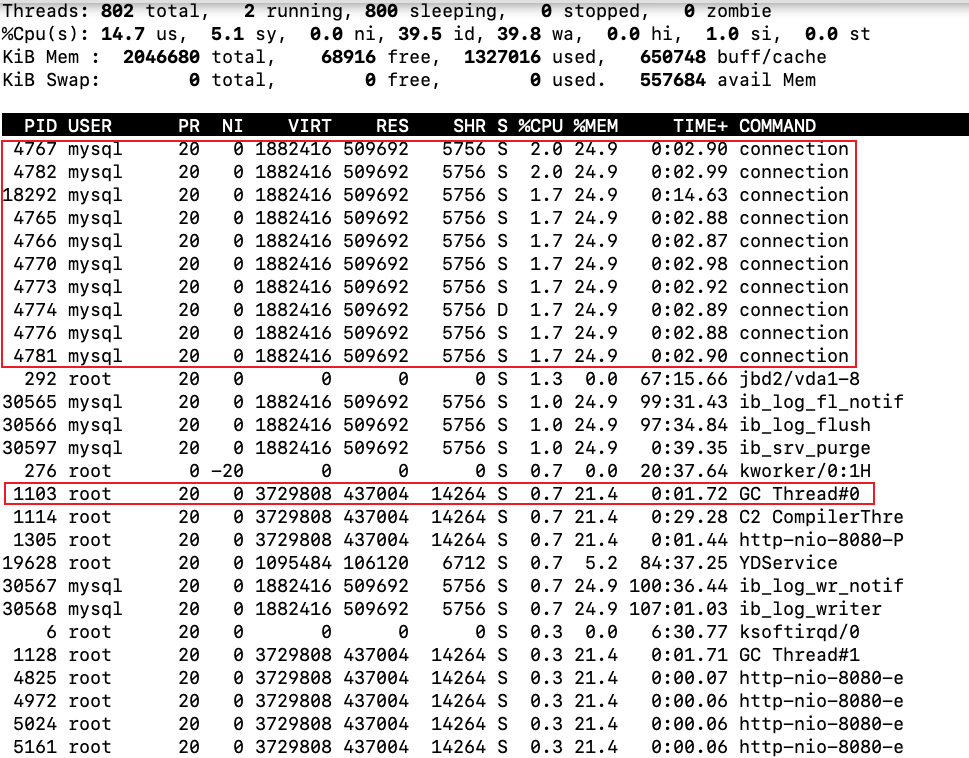 Threads: 802 total, 2 running, 800 sleeping, 0 stopped, 0 zombie
%Cpu(s): 14.7 us, 5.1 sy, 0.0 ni, 39.5 id, 39.8 wa, 0.0 hi, 1.0 si, 0.0 st
KiB Mem : 2046680 total, 68916 free, 1327016 used, 650748 buff/cache
KiB Swap: 0 total, 0 free, 0 used. 557684 avail Mem
PID USER PR NI VIRT RES SHR S %CPU %MEM TIME+ COMMAND
4767 mysql 20 0 1882416 509692 5756 S 2.0 24.9 0:02.90 connection
4782 mysql 20 0 1882416 509692 5756 S 2.0 24.9 0:02.99 connection
18292 mysql 20 0 1882416 509692 5756 S 1.7 24.9 0:14.63 connection
4765 mysql 20 0 1882416 509692 5756 S 1.7 24.9 0:02.88 connection
4766 mysql 20 0 1882416 509692 5756 S 1.7 24.9 0:02.87 connection
4770 mysql 20 0 1882416 509692 5756 S 1.7 24.9 0:02.98 connection
4773 mysql 20 0 1882416 509692 5756 S 1.7 24.9 0:02.92 connection
4774 mysql 20 0 1882416 509692 5756 D 1.7 24.9 0:02.89 connection
4776 mysql 20 0 1882416 509692 5756 S 1.7 24.9 0:02.88 connection
4781 mysql 20 0 1882416 509692 5756 S 1.7 24.9 0:02.90 connection
292 root 20 0 0 0 0 S 1.3 0.0 67:15.66 jbd2/vda1-8
30565 mysql 20 0 1882416 509692 5756 S 1.0 24.9 99:31.43 ib_log_fl_notif
30566 mysql 20 0 1882416 509692 5756 S 1.0 24.9 97:34.84 ib_log_flush
30597 mysql 20 0 1882416 509692 5756 S 1.0 24.9 0:39.35 ib_srv_purge
276 root 0 -20 0 0 0 S 0.7 0.0 20:37.64 kworker/0:1H
1103 root 20 0 3729808 437004 14264 S 0.7 21.4 0:01.72 GC Thread#0
1114 root 20 0 3729808 437004 14264 S 0.7 21.4 0:29.28 C2 CompilerThre
1305 root 20 0 3729808 437004 14264 S 0.7 21.4 0:01.44 http-nio-8080-P
19628 root 20 0 1095484 106120 6712 S 0.7 5.2 84:37.25 YDService
30567 mysql 20 0 1882416 509692 5756 S 0.7 24.9 100:36.44 ib_log_wr_notif
30568 mysql 20 0 1882416 509692 5756 S 0.7 24.9 107:01.03 ib_log_writer
6 root 20 0 0 0 0 S 0.3 0.0 6:30.77 ksoftirqd/0
1128 root 20 0 3729808 437004 14264 S 0.3 21.4 0:01.71 GC Thread#1
4825 root 20 0 3729808 437004 14264 S 0.3 21.4 0:00.07 http-nio-8080-e
4972 root 20 0 3729808 437004 14264 S 0.3 21.4 0:00.06 http-nio-8080-e
5024 root 20 0 3729808 437004 14264 S 0.3 21.4 0:00.06 http-nio-8080-e
5161 root 20 0 3729808 437004 14264 S 0.3 21.4 0:00.06 http-nio-8080-e